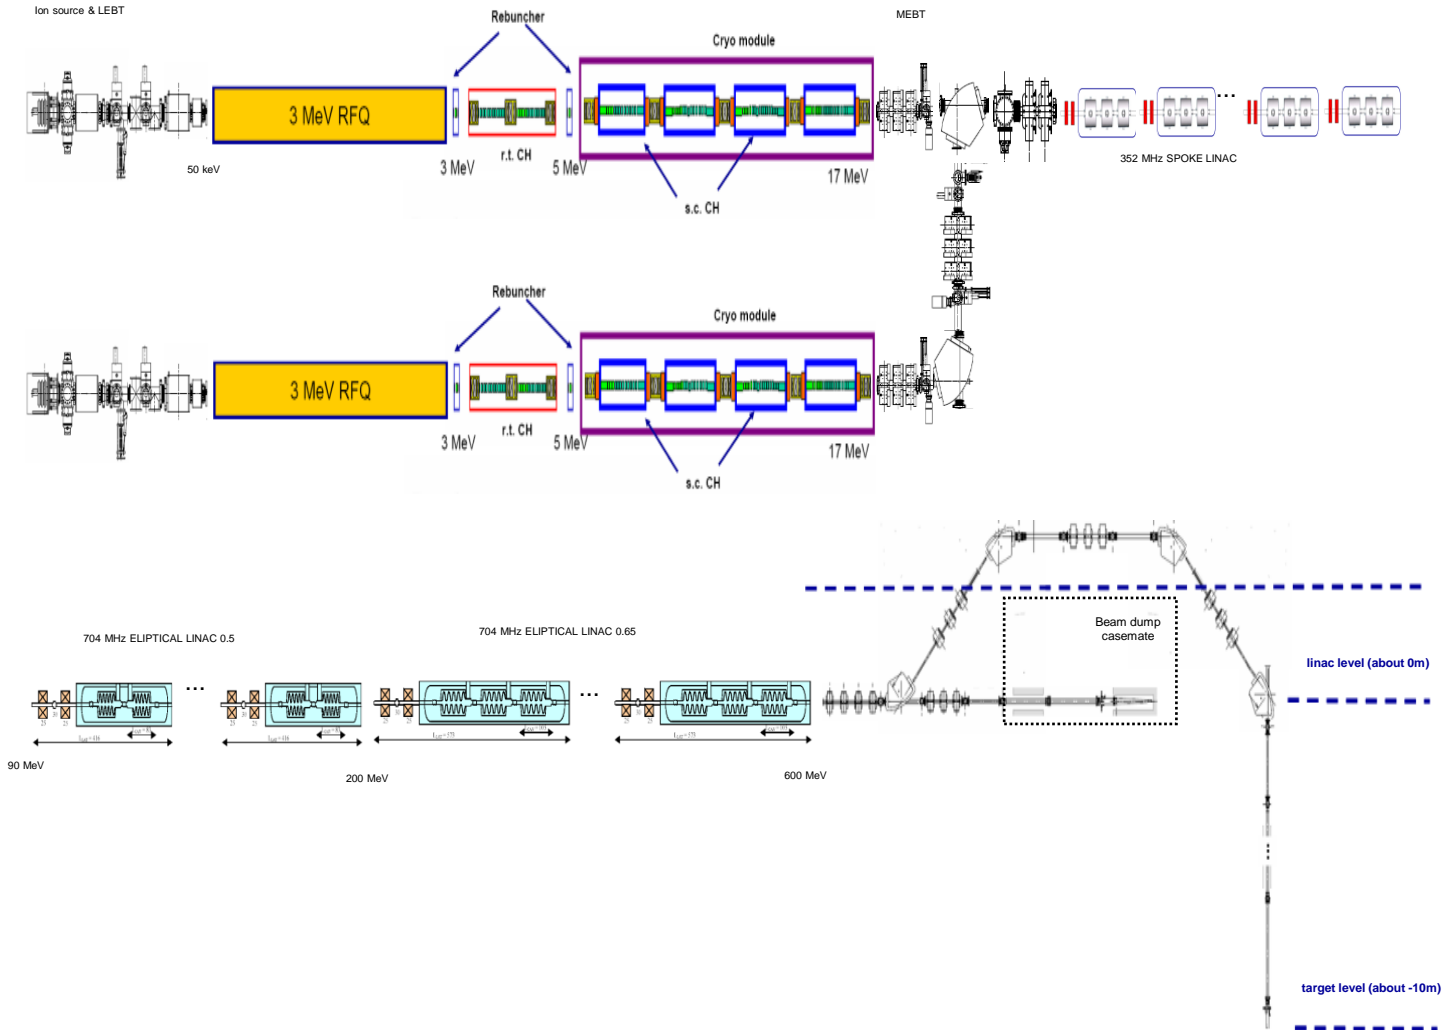 Ion source & LEBT
Rebuncher
MEBT
Cryo module
3 MeV RFQ
50 keV
3 MeV
r.t. CH
5 MeV
17 MeV
s.c. CH
352 MHz SPOKE LINAC
...
Rebuncher
Cryo module
3 MeV RFQ
3 MeV
r.t. CH
5 MeV
17 MeV
s.c. CH
704 MHz ELIPTICAL LINAC 0.5
704 MHz ELIPTICAL LINAC 0.65
...
...
90 MeV
200 MeV
600 MeV
Beam dump
casemate
linac level (about 0m)
target level (about -10m)